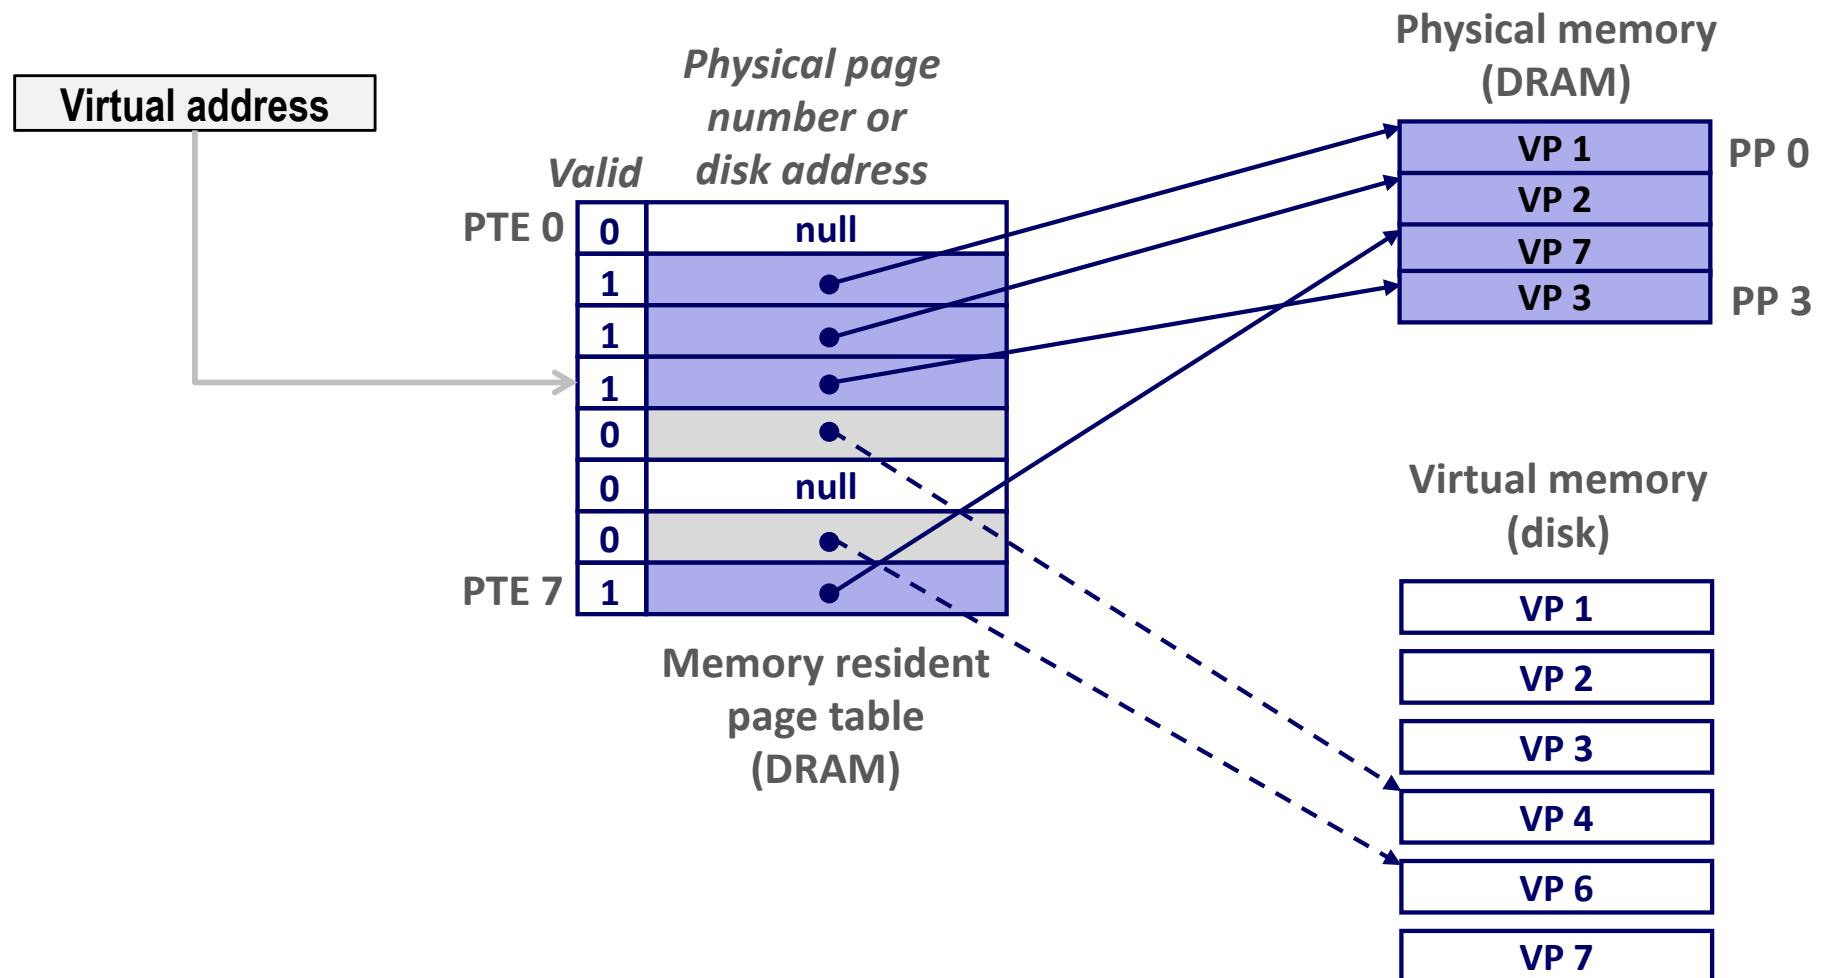 Virtual address
Physical page
number or
disk address
Valid
PTE 0
0
null
1
1
1
0
0
null
0
PTE 7
1
Memory resident
page table
(DRAM)
Physical memory
(DRAM)
VP 1
PP 0
VP 2
VP 7
VP 3
PP 3
Virtual memory
(disk)
VP 1
VP 2
VP 3
VP 4
VP 6
VP 7